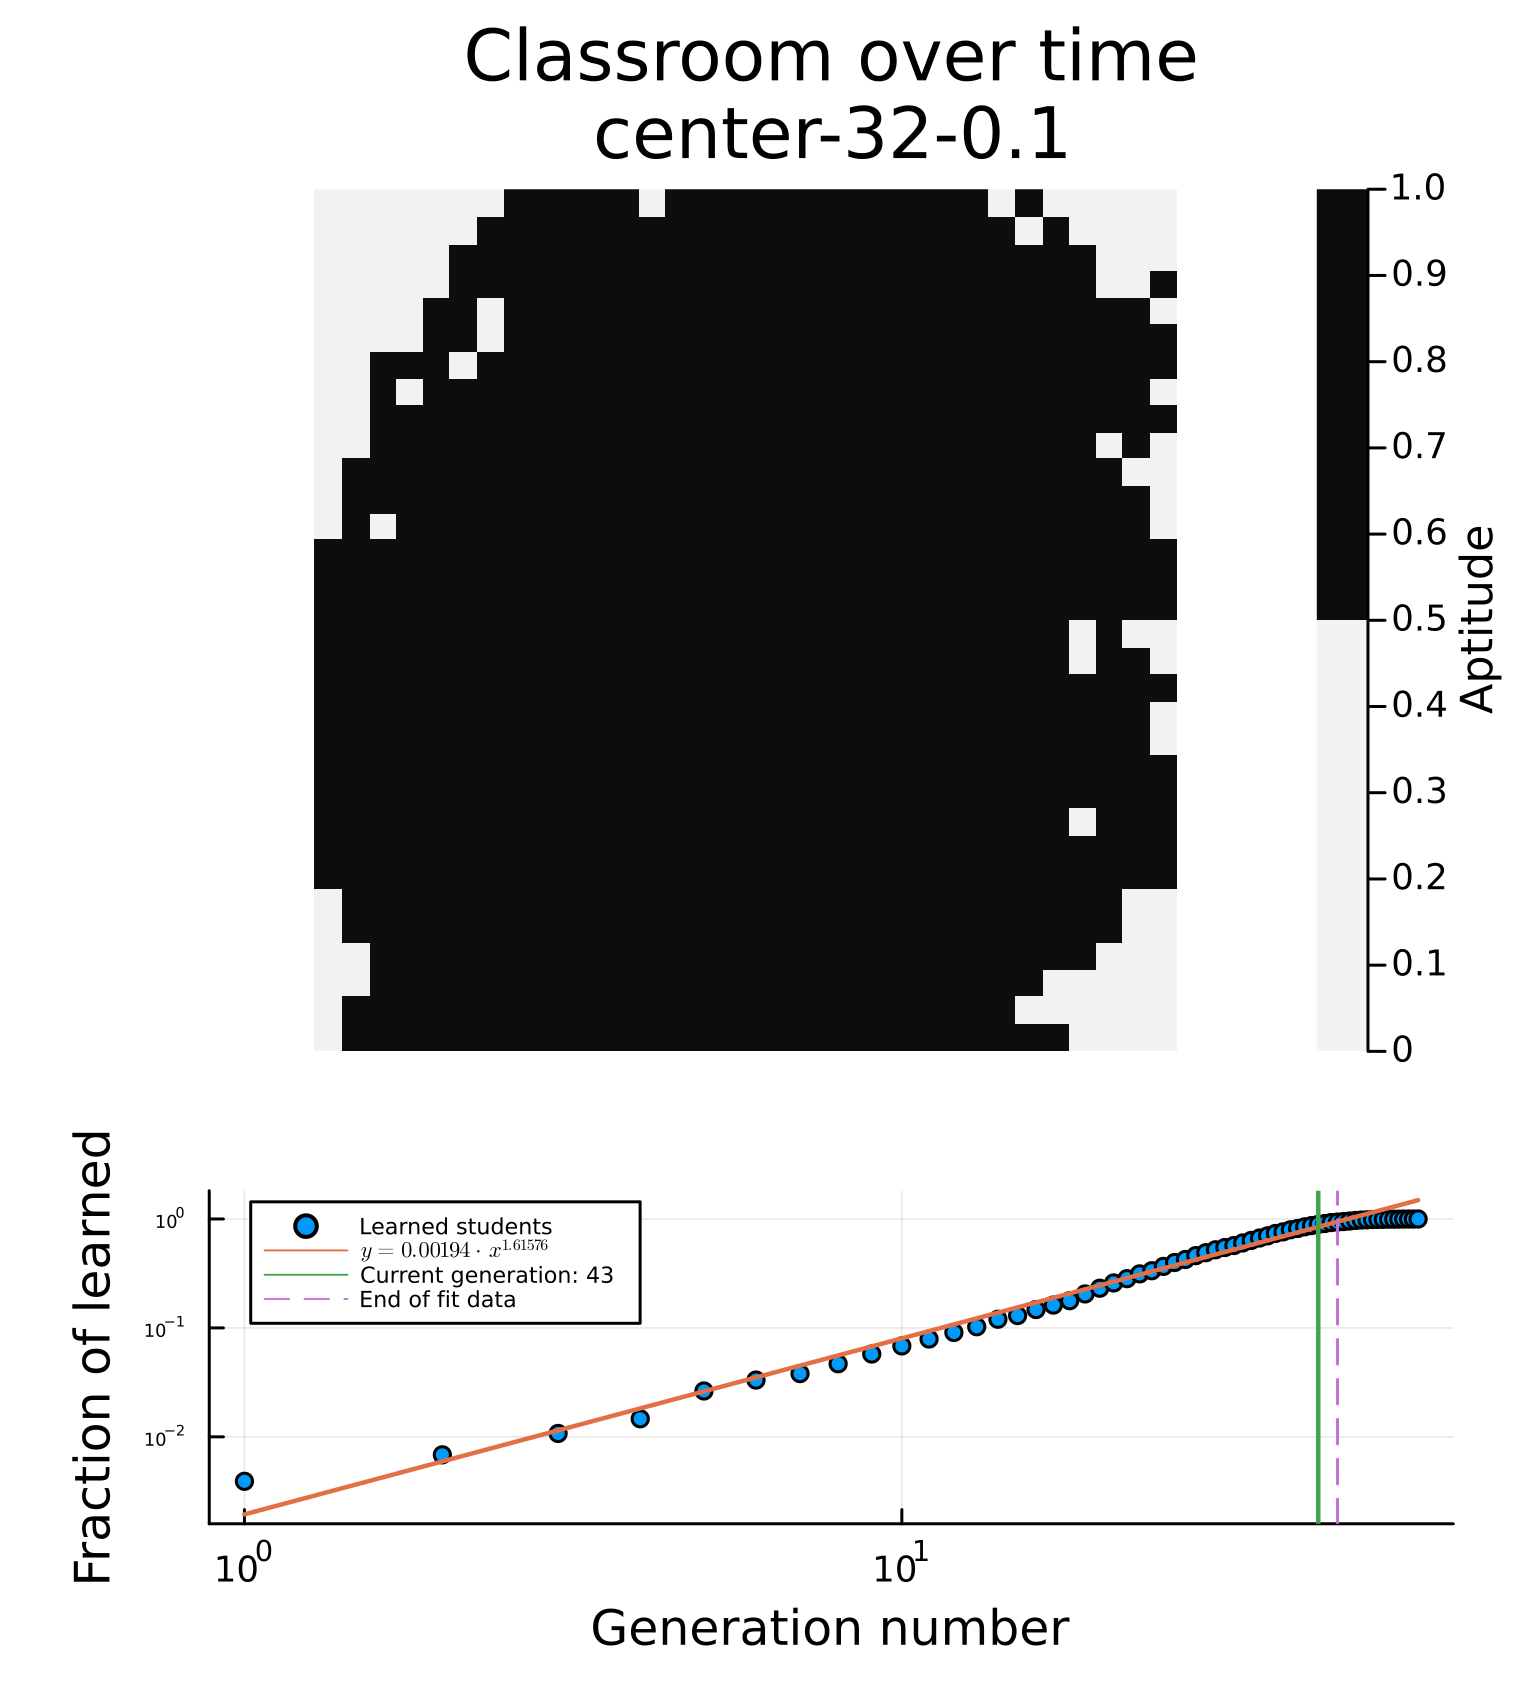 Classroom over time
center-32-0.1
1.0
0.9
0.8
0.7
0.6
0.5
0.4
0.3
0.2
0.1
0
Aptitude
Fraction of learned
10⁰
10⁻¹
10⁻²
Learned students
y = 0.00194 · x^1.61576
Current generation: 43
End of fit data
10⁰
10¹
Generation number